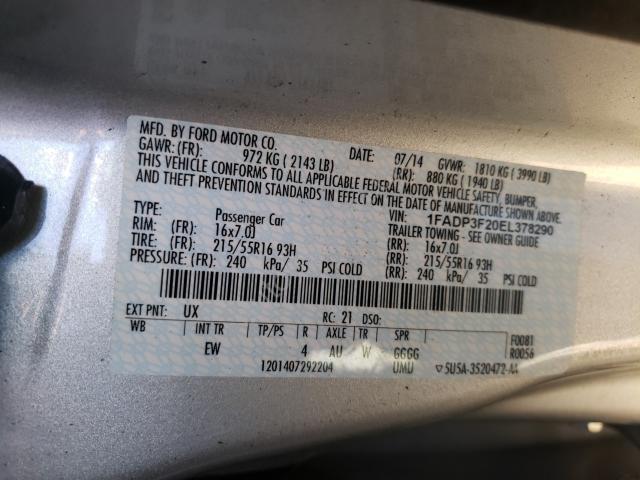 MFD. BY FORD MOTOR CO.
DATE: 07/14 GVWR: 1810 KG ( 3990 LB)
GAWR: (FR): 972 KG ( 2143 LB) (RR): 880 KG ( 1940 LB)
THIS VEHICLE CONFORMS TO ALL APPLICABLE FEDERAL MOTOR VEHICLE SAFETY, BUMPER,
AND THEFT PREVENTION STANDARDS IN EFFECT ON THE DATE OF MANUFACTURE SHOWN ABOVE.
VIN: 1FADP3F20EL378290
Passenger Car TRAILER TOWING - SEE OWNER GUIDE
RIM: (FR): 16x7.0J (RR): 16x7.0J
TIRE: (FR): 215/55R16 93H (RR): 215/55R16 93H
PRESSURE: (FR): 240 kPa/ 35 PSI COLD (RR): 240 kPa/ 35 PSI COLD
EXT PNT: UX RC: 21 DSO:
WB INT TR TP/PS R AXLE TR SPR F0081
EW 4 AU W GGGG R0056
1201407292204 UMD ▽5U5A-3520472-AA